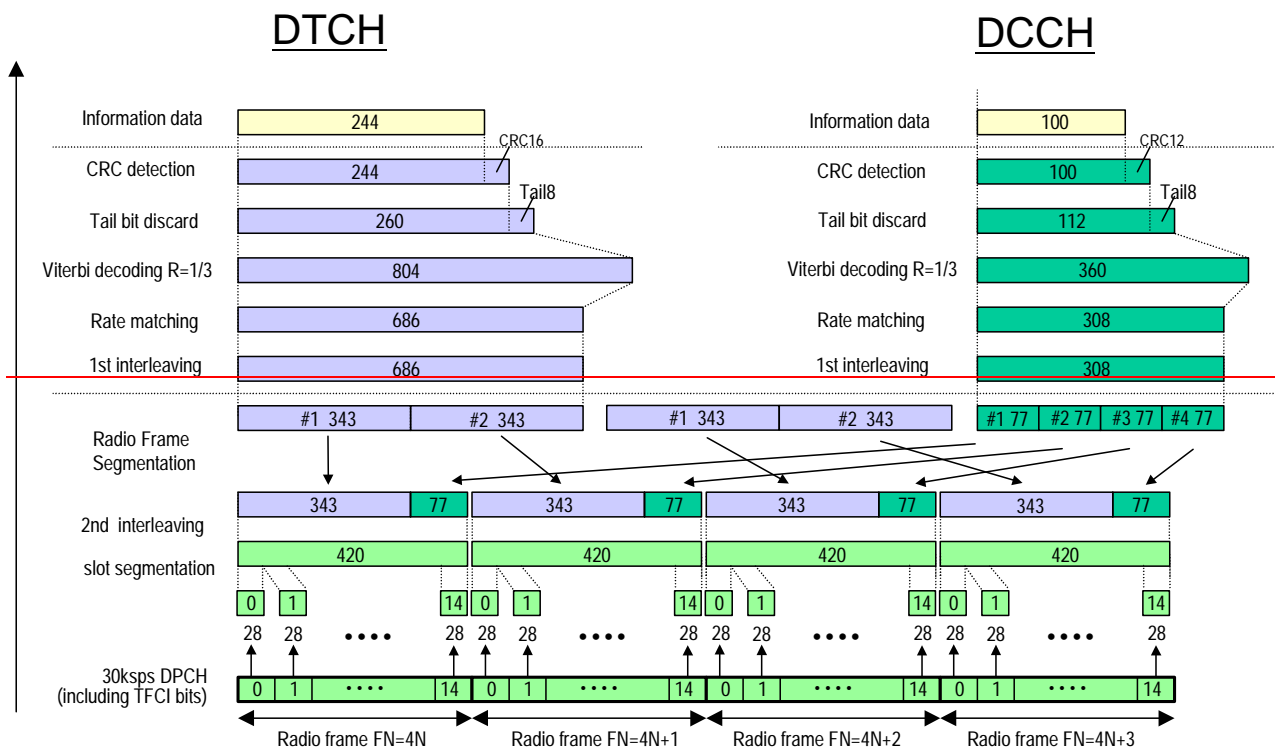 DTCH DCCH
Information data 244 Information data 100
CRC16 CRC12
CRC detection 244 CRC detection 100
Tail8 Tail8
Tail bit discard 260 Tail bit discard 112
Viterbi decoding R=1/3 804 Viterbi decoding R=1/3 360
Rate matching 686 Rate matching 308
1st interleaving 686 1st interleaving 308
#1 343 #2 343 #1 343 #2 343 #1 77 #2 77 #3 77 #4 77
Radio Frame
Segmentation
343 77 343 77 343 77 343 77
2nd interleaving
420 420 420 420
slot segmentation
0 1 14 0 1 14 0 1 14 0 1 14
28 28 •••• 28 28 28 •••• 28 28 28 •••• 28 28 28 •••• 28
30ksps DPCH
(including TFCI bits)
0 1 •••• 14 0 1 •••• 14 0 1 •••• 14 0 1 •••• 14
Radio frame FN=4N Radio frame FN=4N+1 Radio frame FN=4N+2 Radio frame FN=4N+3